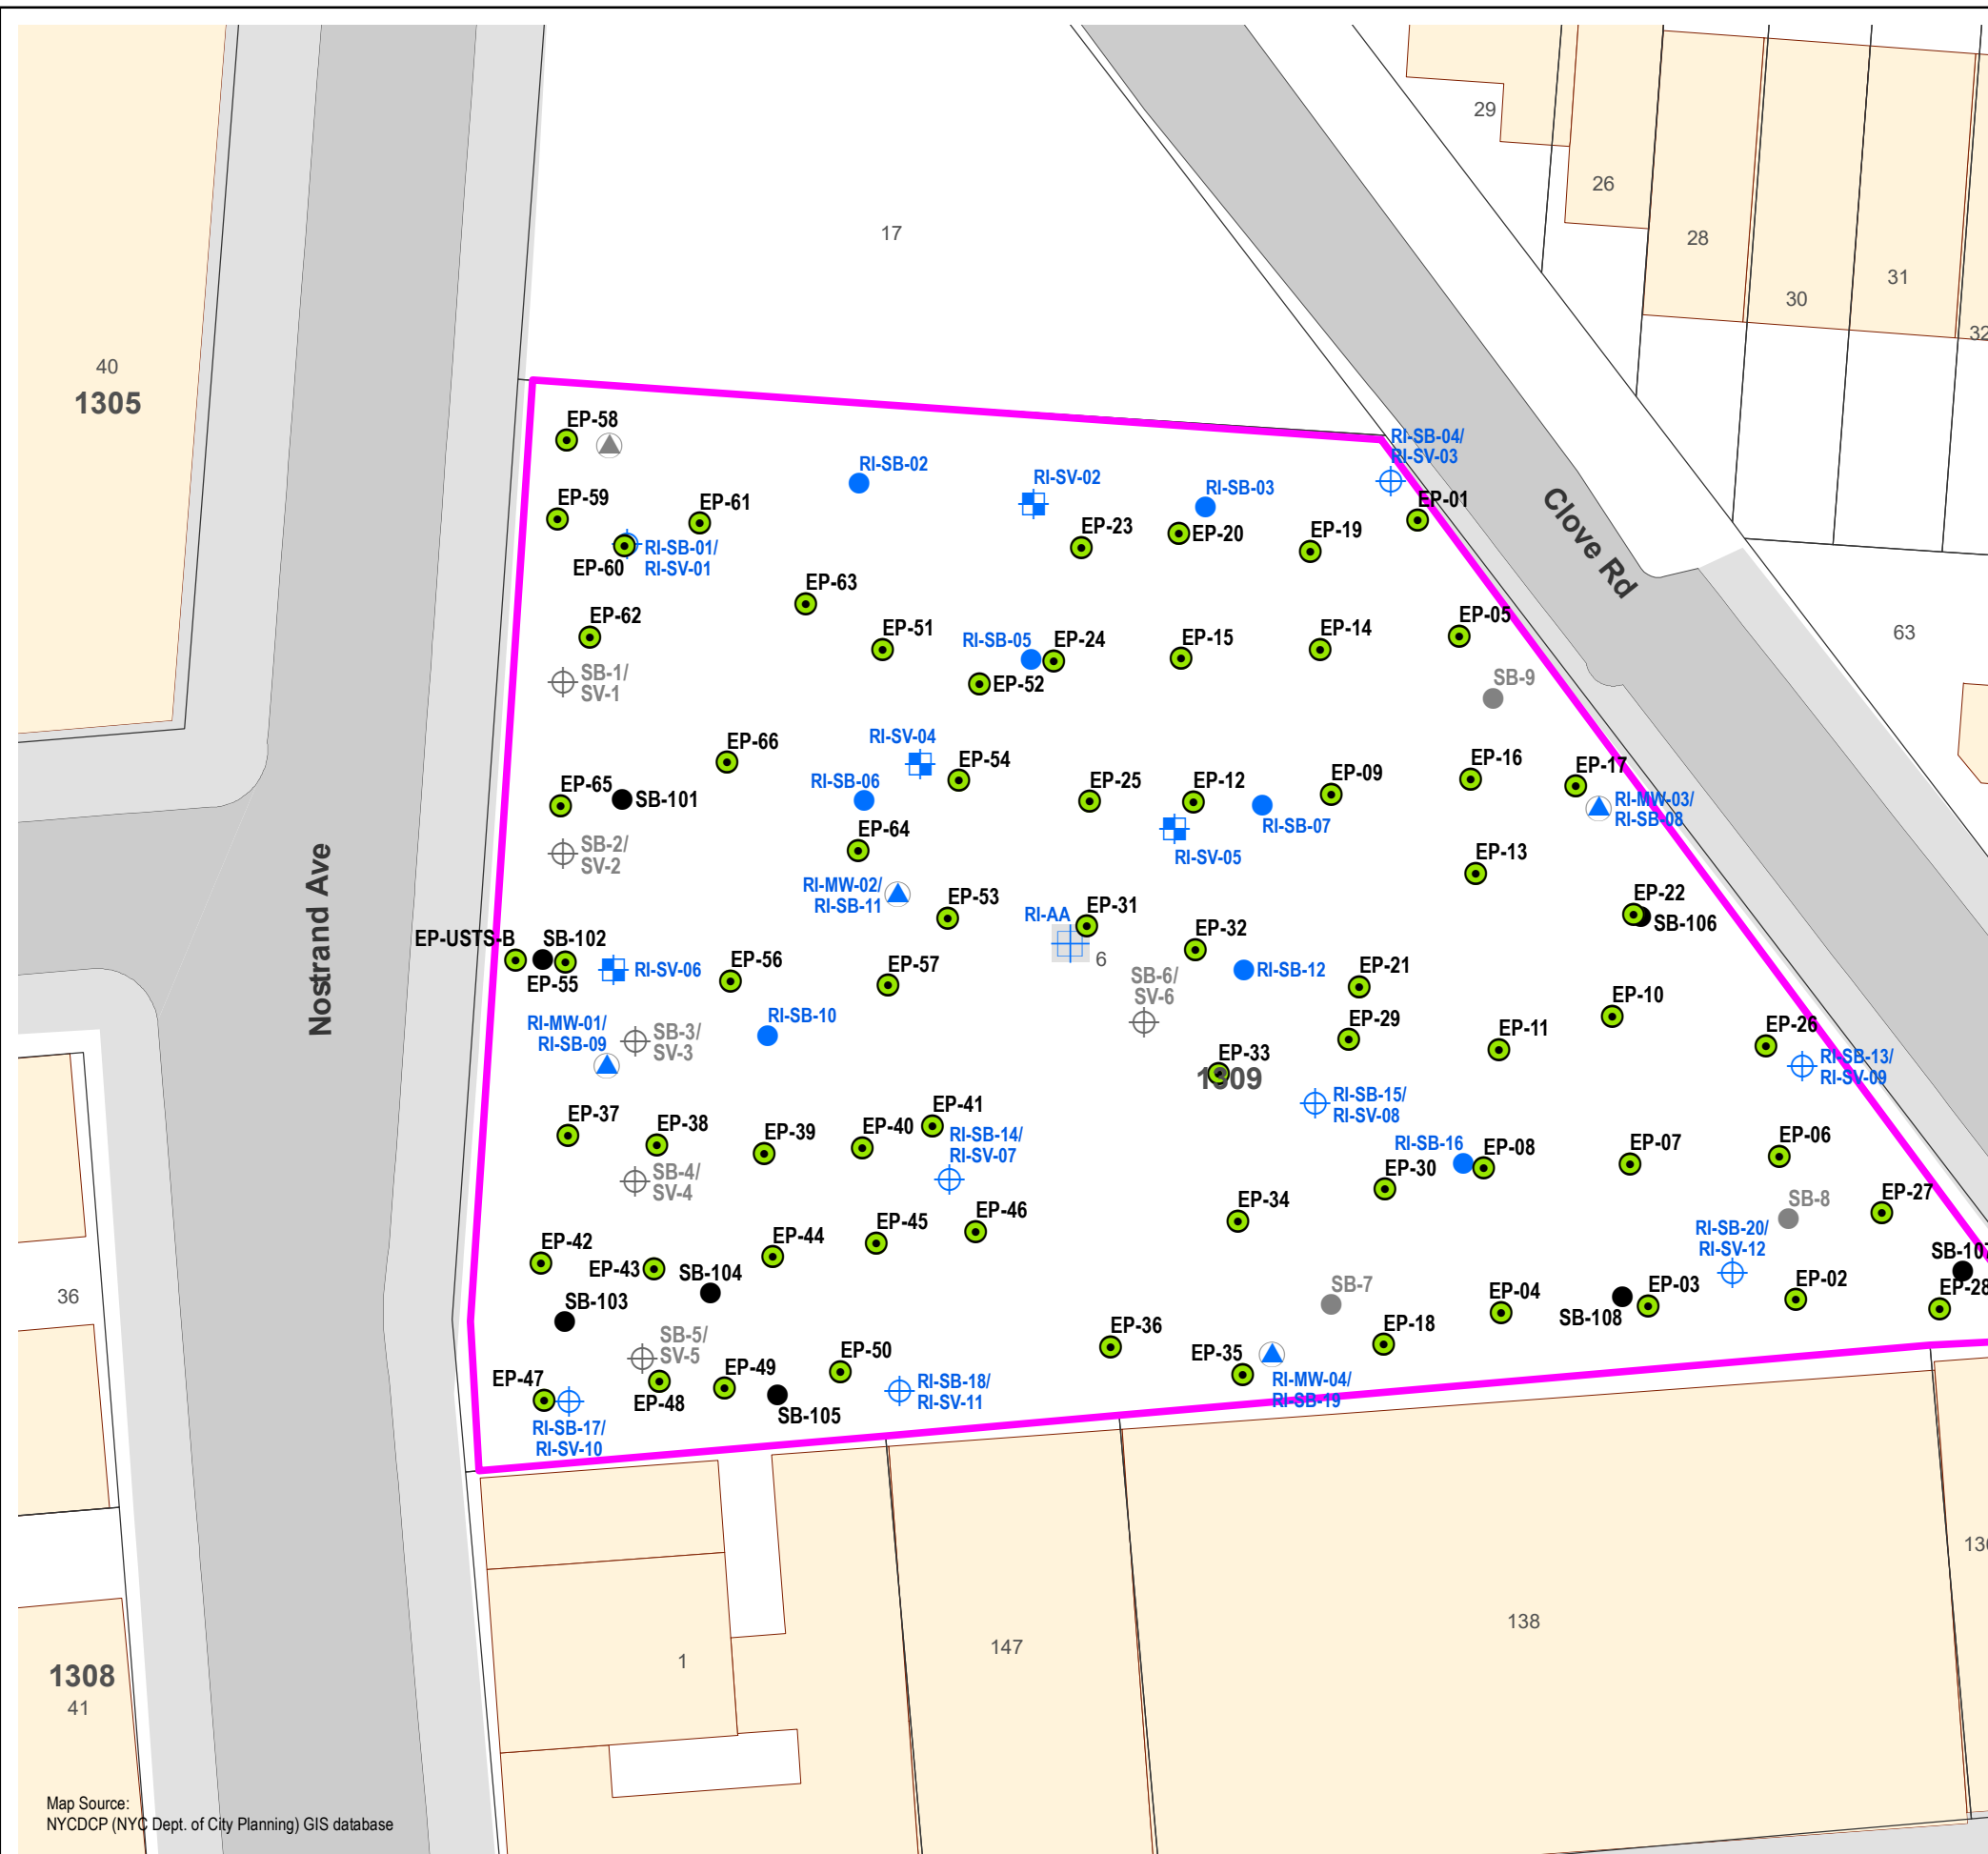 29
26
28
31
30
32
17
40
1305
63
Clove Rd
Nostrand Ave
EP-58
RI-SB-02
RI-SV-02
RI-SB-03
RI-SB-04/
RI-SV-03
EP-01
EP-59
EP-61
EP-60
RI-SB-01/
RI-SV-01
EP-23
EP-20
EP-19
EP-63
EP-62
EP-51
RI-SB-05
EP-24
EP-15
EP-14
EP-05
EP-52
SB-1/
SV-1
SB-9
EP-66
RI-SV-04
EP-54
EP-25
EP-12
EP-09
EP-16
EP-17
EP-65
SB-101
RI-SB-06
RI-SB-07
RI-MW-03/
RI-SB-08
EP-64
RI-SV-05
SB-2/
SV-2
EP-13
RI-MW-02/
RI-SB-11
EP-53
RI-AA
EP-31
6
EP-32
EP-22
SB-106
EP-USTS-B
SB-102
EP-55
RI-SV-06
EP-56
EP-57
SB-6/
SV-6
RI-SB-12
EP-21
EP-10
RI-MW-01/
RI-SB-09
SB-3/
SV-3
RI-SB-10
EP-29
EP-11
EP-26
RI-SB-13/
RI-SV-09
EP-33
1309
RI-SB-15/
RI-SV-08
EP-37
EP-38
EP-39
EP-40
EP-41
RI-SB-14/
RI-SV-07
RI-SB-16
EP-08
EP-07
EP-06
EP-30
SB-4/
SV-4
EP-34
SB-8
EP-27
EP-42
EP-43
SB-104
EP-44
EP-45
EP-46
RI-SB-20/
RI-SV-12
SB-107
SB-103
SB-7
EP-04
SB-108
EP-03
EP-02
EP-28
SB-5/
SV-5
EP-36
EP-35
EP-18
EP-47
EP-48
EP-49
EP-50
SB-105
RI-SB-18/
RI-SV-11
RI-MW-04/
RI-SB-19
RI-SB-17/
RI-SV-10
36
1
147
138
1308
41
Map Source:
NYCDCP (NYC Dept. of City Planning) GIS database